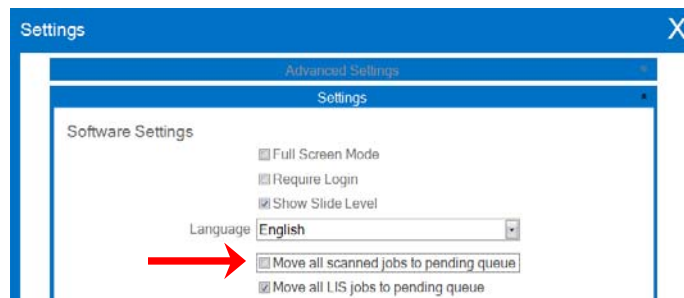 Settings X
Advanced Settings
Settings
Software Settings
Full Screen Mode
Require Login
Show Slide Level
Language English
Move all scanned jobs to pending queue
Move all LIS jobs to pending queue